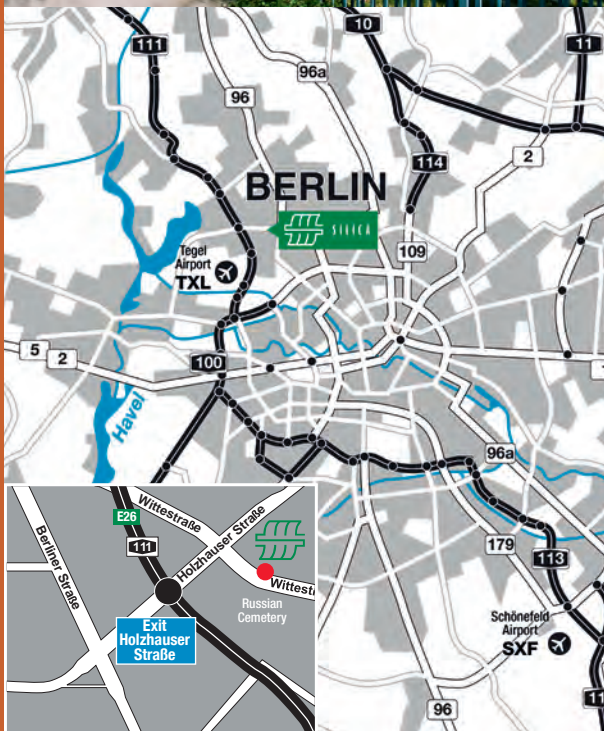 111
10
11
96
96a
2
114
BERLIN
SILICA
109
Tegel
Airport
TXL
5
2
100
Havel
96a
179
113
Schönefeld
Airport
SXF
96
E26
111
Wittestraße
Holzhauser Straße
Berliner Straße
Russian
Cemetery
Exit
Holzhauser
Straße